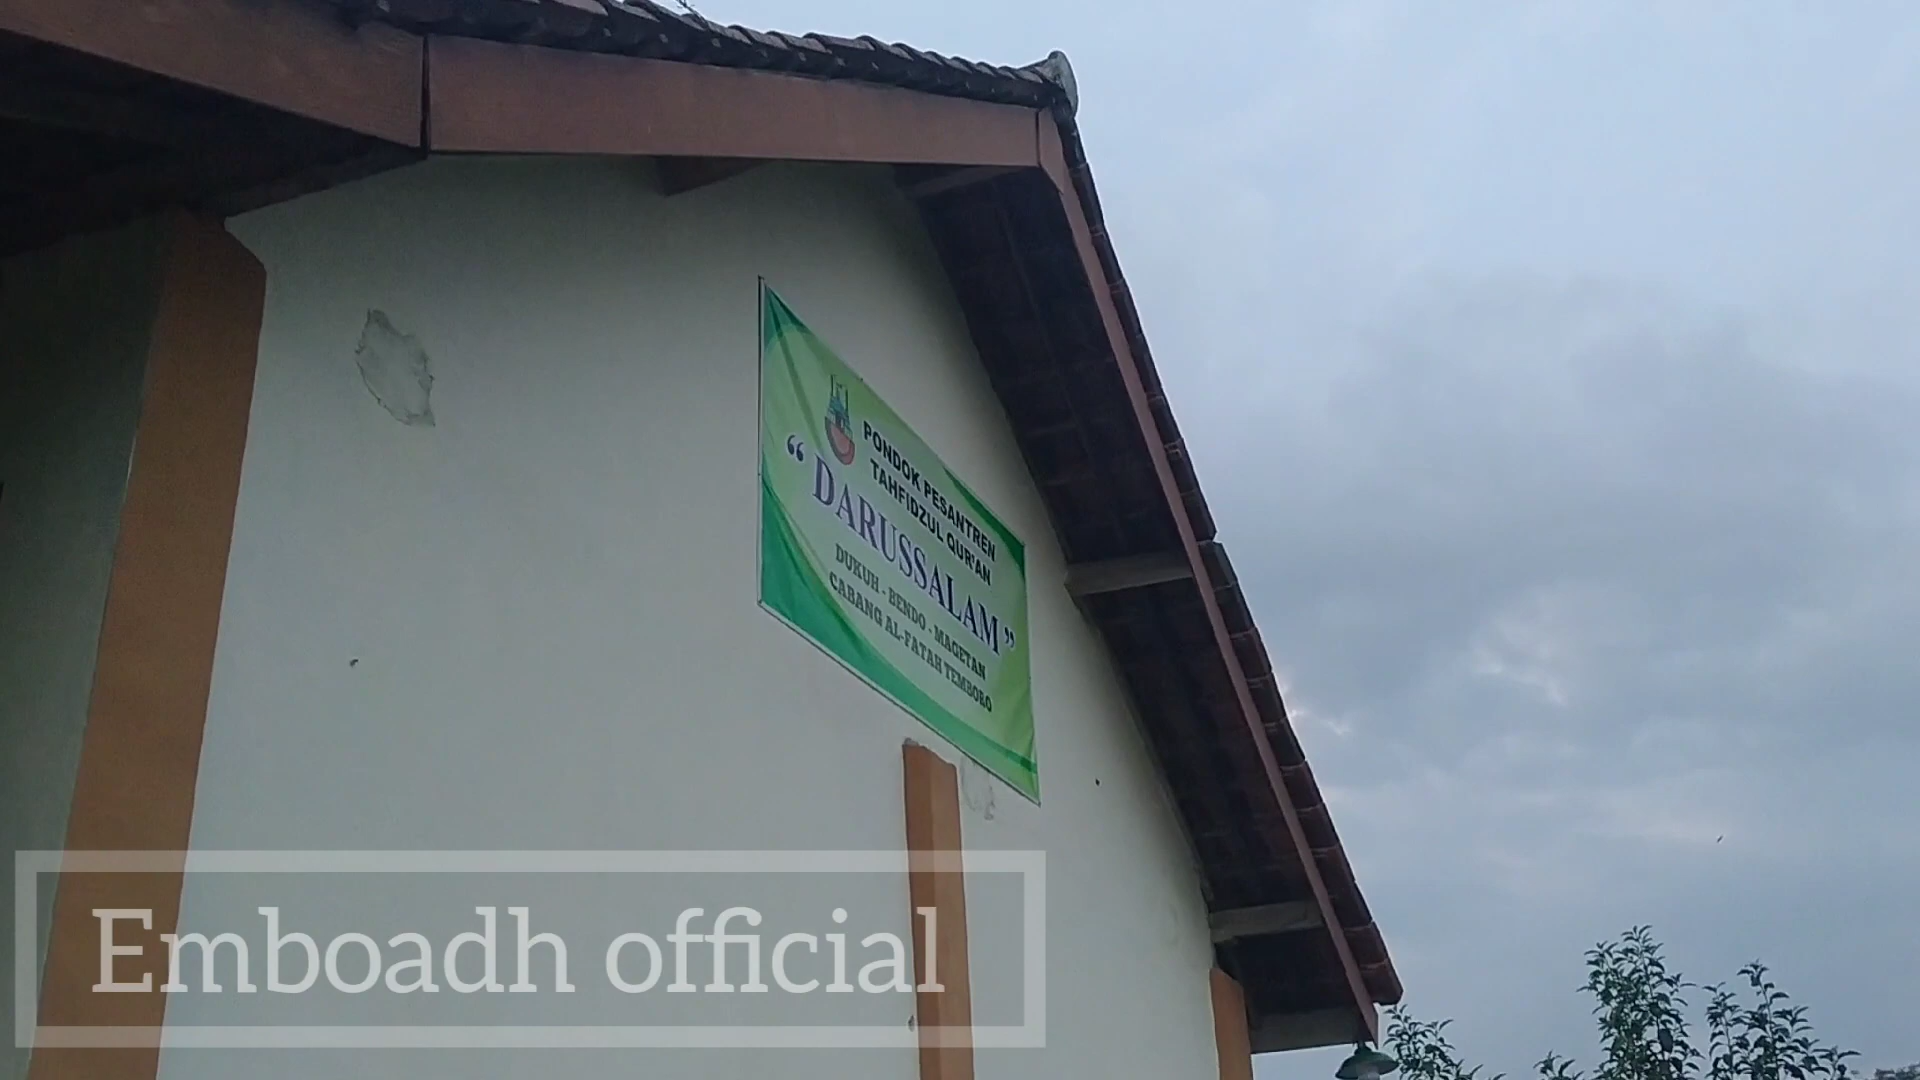 PONDOK PESANTREN
TAHFIDZUL QUR'AN
“ DARUSSALAM ”
DUKUH - BENDO - MAGETAN
CABANG AL-FATAH TEMBORO
Emboadh official